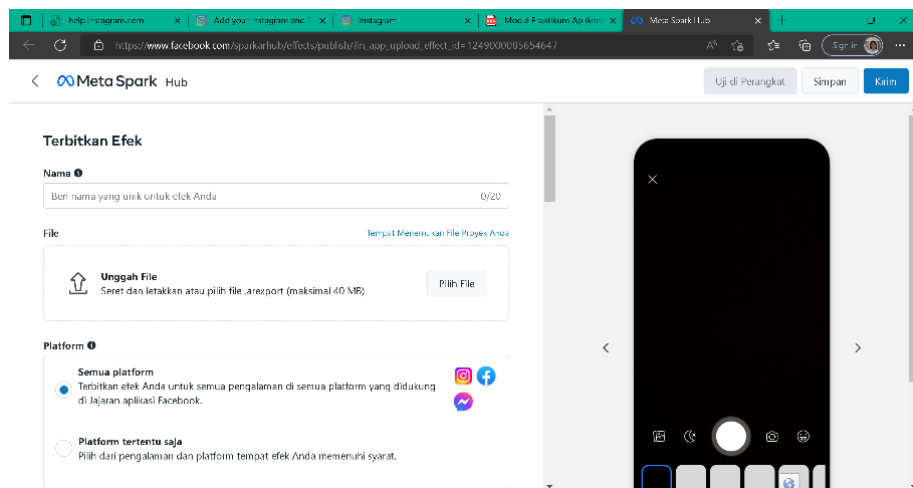 help.instagram.com
Add your Instagram and F
Instagram
Modul Praktikum Aplikasi
Meta Spark Hub
https://www.facebook.com/sparkarhub/effects/publish/?in_app_upload_effect_id=1249000085654647
Sign in
Meta Spark Hub
Uji di Perangkat
Simpan
Kirim
Terbitkan Efek
Nama
Beri nama yang unik untuk efek Anda
0/20
File
Tempat Menemukan File Proyek Anda
Unggah File
Seret dan letakkan atau pilih file .arexport (maksimal 40 MB)
Pilih File
Platform
Semua platform
Terbitkan efek Anda untuk semua pengalaman di semua platform yang didukung
di Jajaran aplikasi Facebook.
Platform tertentu saja
Pilih dari pengalaman dan platform tempat efek Anda memenuhi syarat.